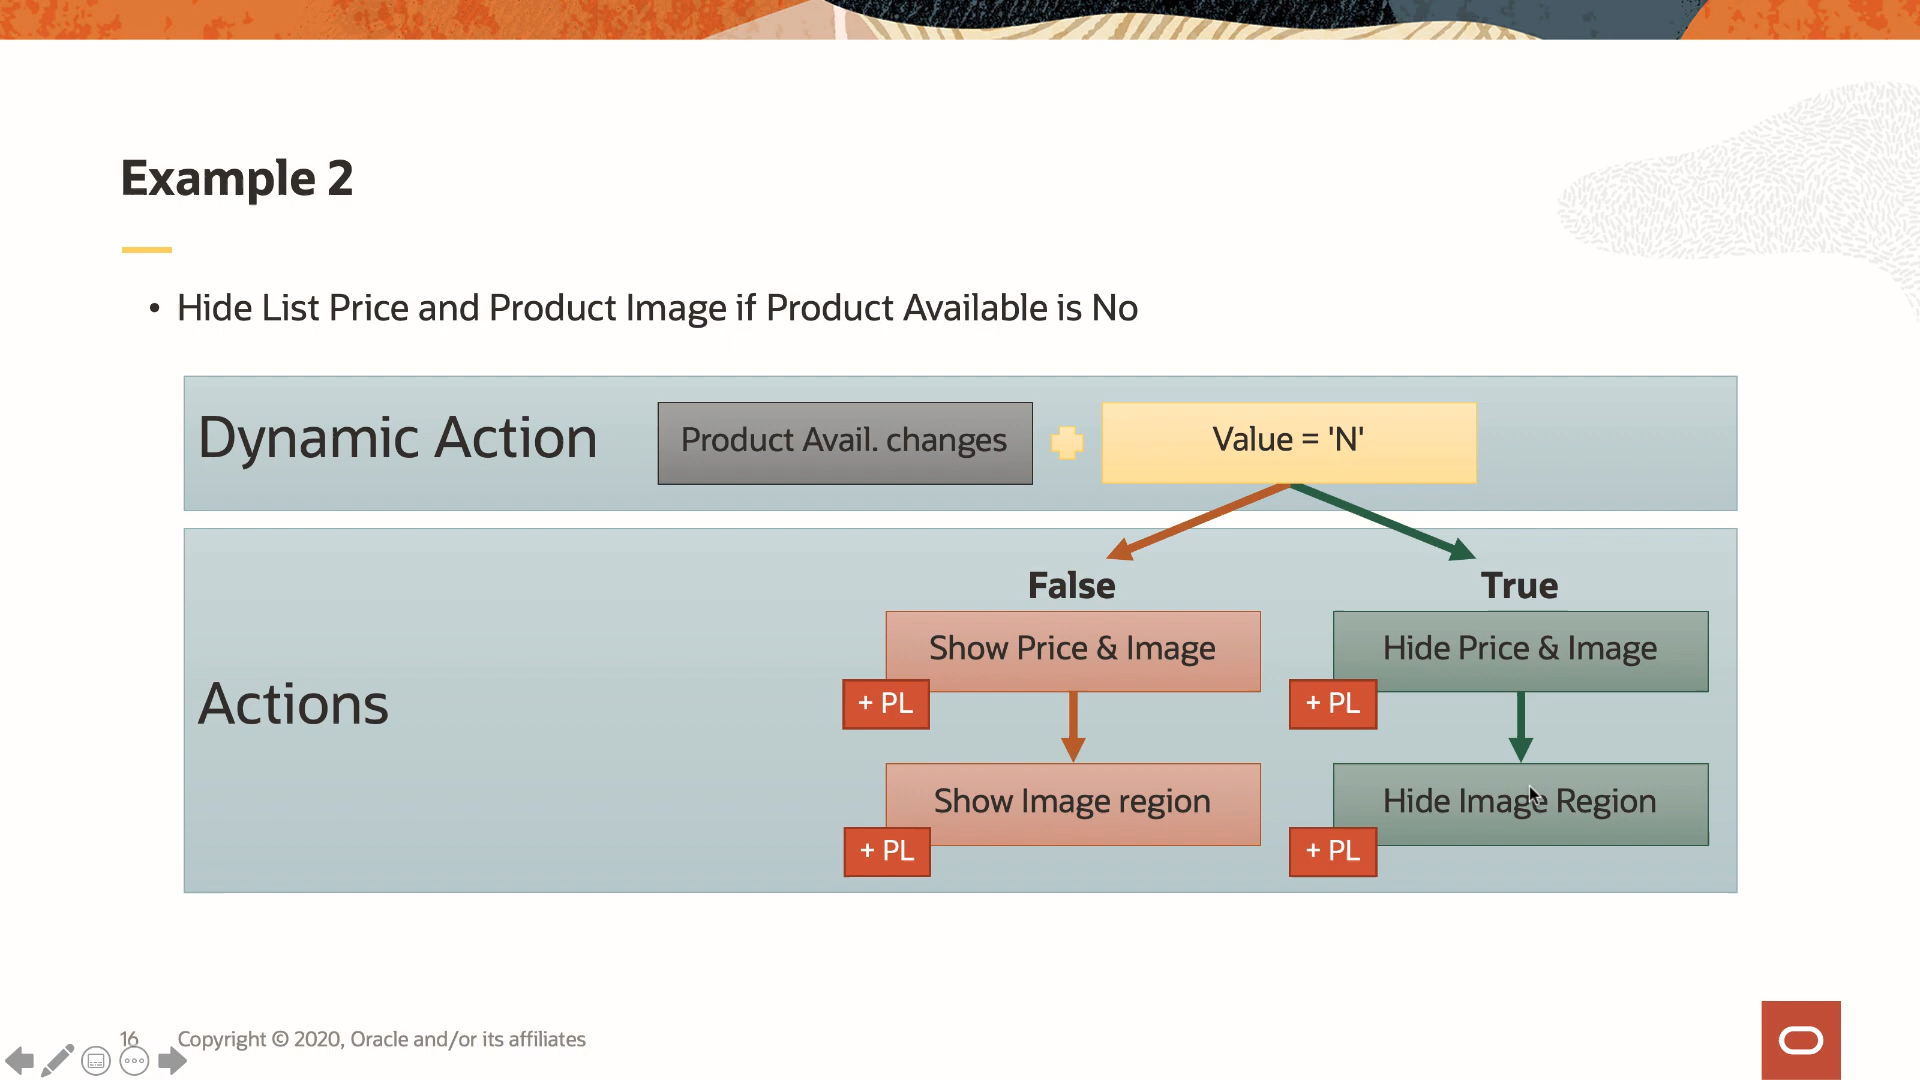 Example 2
• Hide List Price and Product Image if Product Available is No
Dynamic Action
Product Avail. changes
Value = 'N'
Actions
False
True
Show Price & Image
Hide Price & Image
+ PL
+ PL
Show Image region
Hide Image Region
+ PL
+ PL
16
Copyright © 2020, Oracle and/or its affiliates